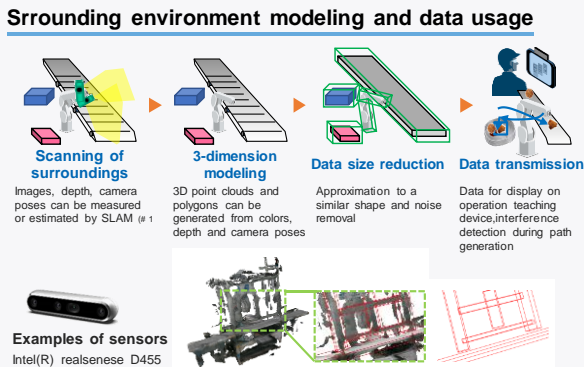 Srrounding environment modeling and data usage
Scanning of
surroundings
Images, depth, camera
poses can be measured
or estimated by SLAM (# 1
3-dimension
modeling
3D point clouds and
polygons can be
generated from colors,
depth and camera poses
Data size reduction
Approximation to a
similar shape and noise
removal
Data transmission
Data for display on
operation teaching
device,interference
detection during path
generation
Examples of sensors
Intel(R) realsenese D455